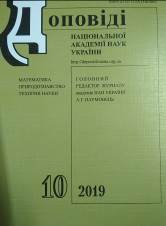 Доповіді
НАЦІОНАЛЬНОЇ
АКАДЕМІЇ НАУК
УКРАЇНИ
МАТЕМАТИКА
ПРИРОДОЗНАВСТВО
ТЕХНІЧНІ НАУКИ
ГОЛОВНИЙ
РЕДАКТОР ЖУРНАЛУ
академік НАН УКРАЇНИ
А.Г. НАУМОВЕЦЬ
10 2019